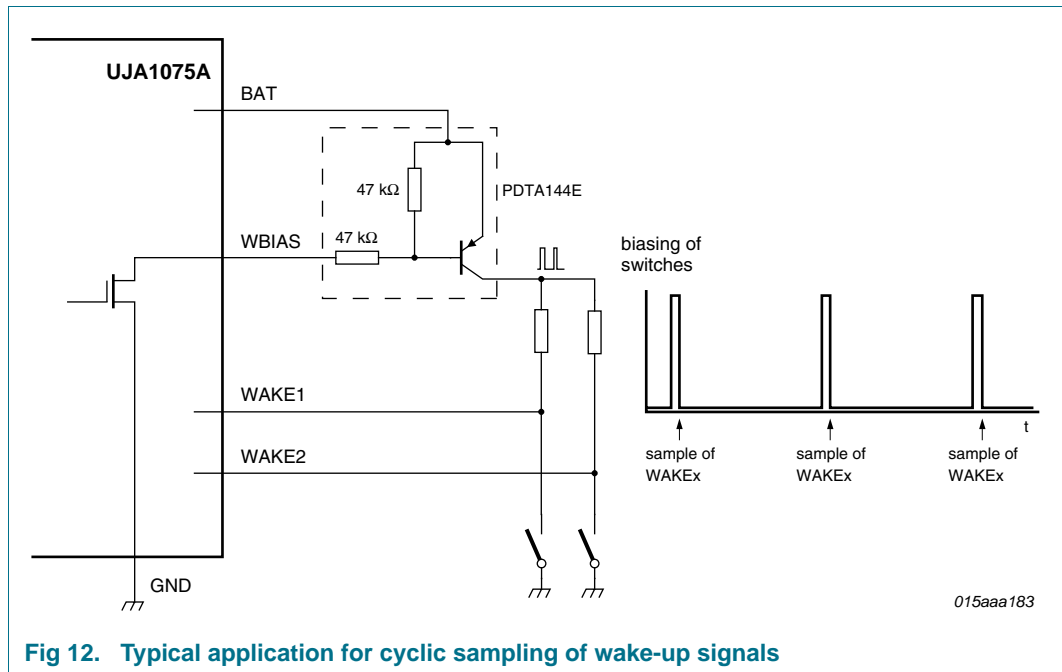 UJA1075A
BAT
47 kΩ
PDTA144E
WBIAS
47 kΩ
biasing of
switches
WAKE1
WAKE2
t
sample of
WAKEx
sample of
WAKEx
sample of
WAKEx
GND
015aaa183
Fig 12. Typical application for cyclic sampling of wake-up signals